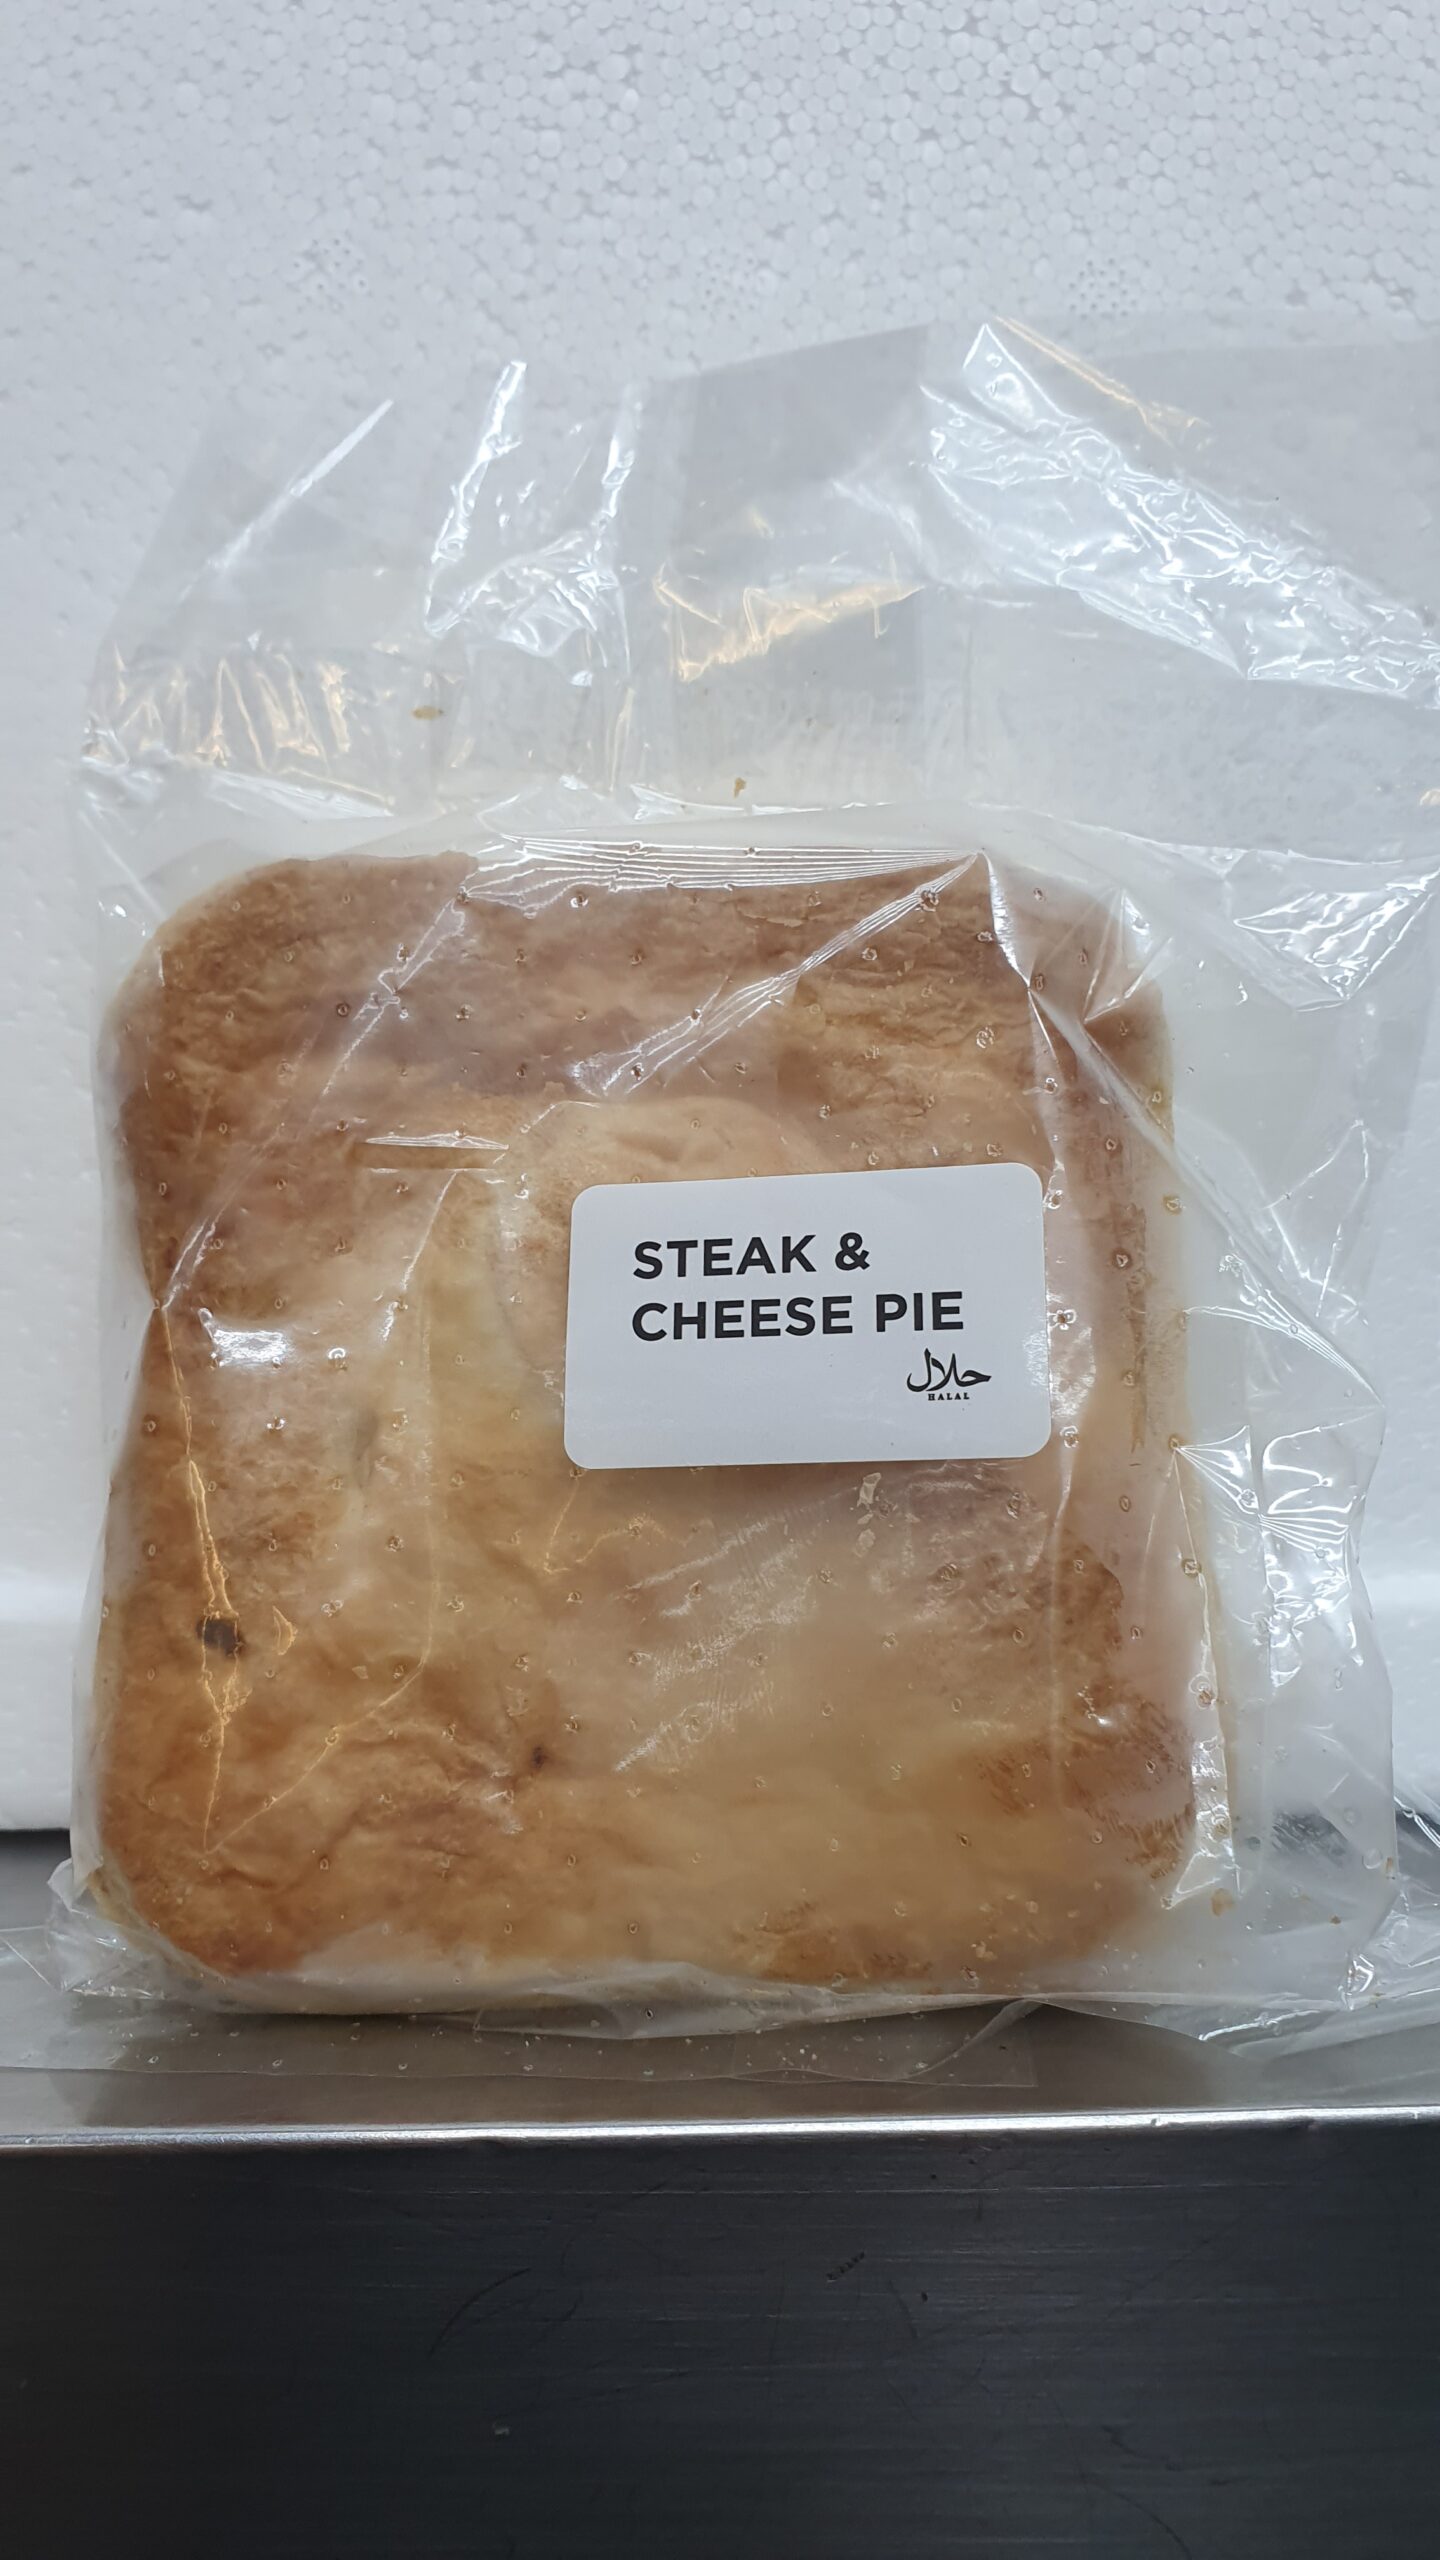 STEAK &
CHEESE PIE
حلال
HALAL